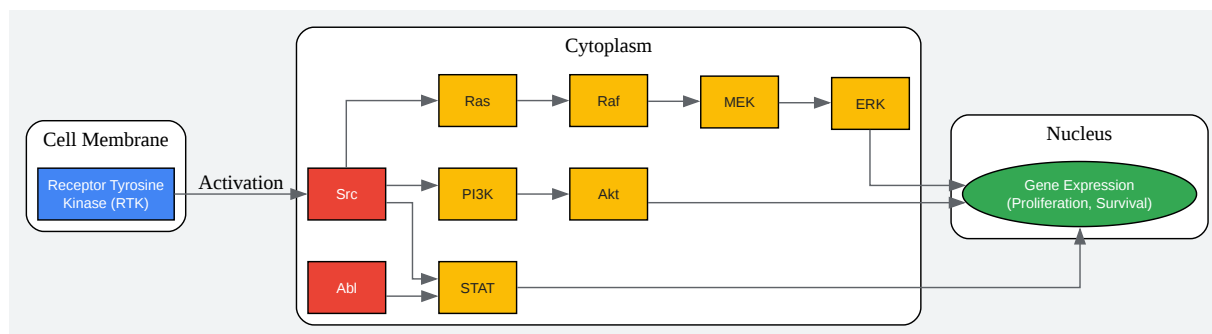 Cytoplasm
Cell Membrane
Receptor Tyrosine
Kinase (RTK)
Activation
Ras
Raf
MEK
ERK
Src
PI3K
Akt
Abl
STAT
Nucleus
Gene Expression
(Proliferation, Survival)